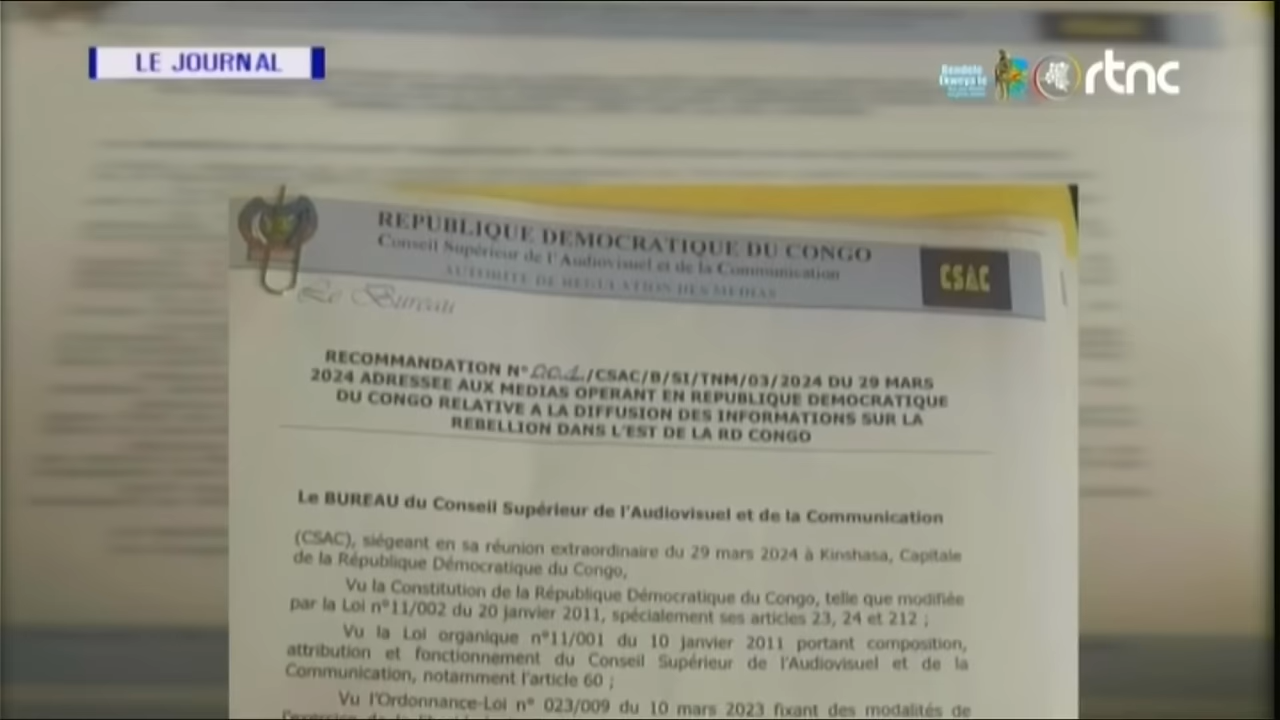 LE JOURNAL
Bendele
Ekweya te
rtnc
REPUBLIQUE DEMOCRATIQUE DU CONGO
Conseil Supérieur de l'Audiovisuel et de la Communication
AUTORITE DE REGULATION DES MEDIAS
CSAC
Le Bureau
RECOMMANDATION N° 001/CSAC/B/SI/TNM/03/2024 DU 29 MARS
2024 ADRESSEE AUX MEDIAS OPERANT EN REPUBLIQUE DEMOCRATIQUE
DU CONGO RELATIVE A LA DIFFUSION DES INFORMATIONS SUR LA
REBELLION DANS L'EST DE LA RD CONGO
Le BUREAU du Conseil Supérieur de l'Audiovisuel et de la Communication
(CSAC), siégeant en sa réunion extraordinaire du 29 mars 2024 à Kinshasa, Capitale
de la République Démocratique du Congo,
Vu la Constitution de la République Démocratique du Congo, telle que modifiée
par la Loi n°11/002 du 20 janvier 2011, spécialement ses articles 23, 24 et 212 ;
Vu la Loi organique n°11/001 du 10 janvier 2011 portant composition,
attribution et fonctionnement du Conseil Supérieur de l'Audiovisuel et de la
Communication, notamment l'article 60 ;
Vu l'Ordonnance-Loi n° 023/009 du 10 mars 2023 fixant des modalités de